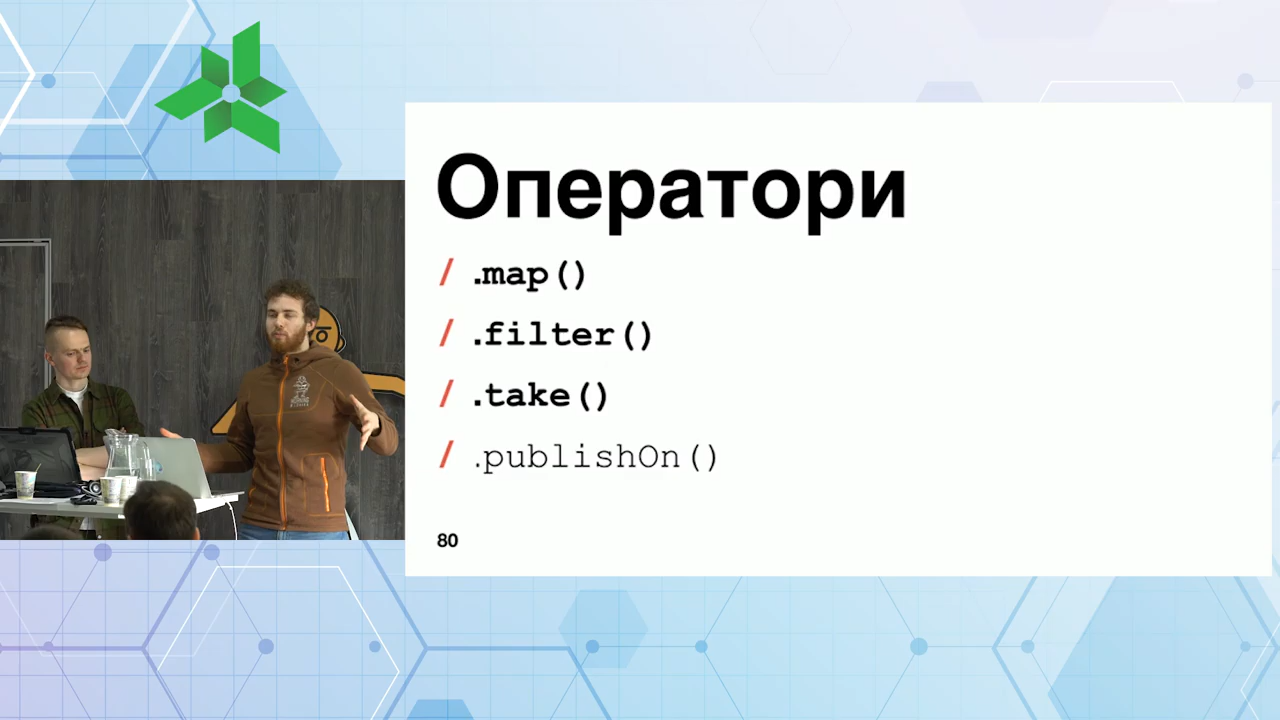 Оператори
/ .map()
/ .filter()
/ .take()
/ .publishOn()
80